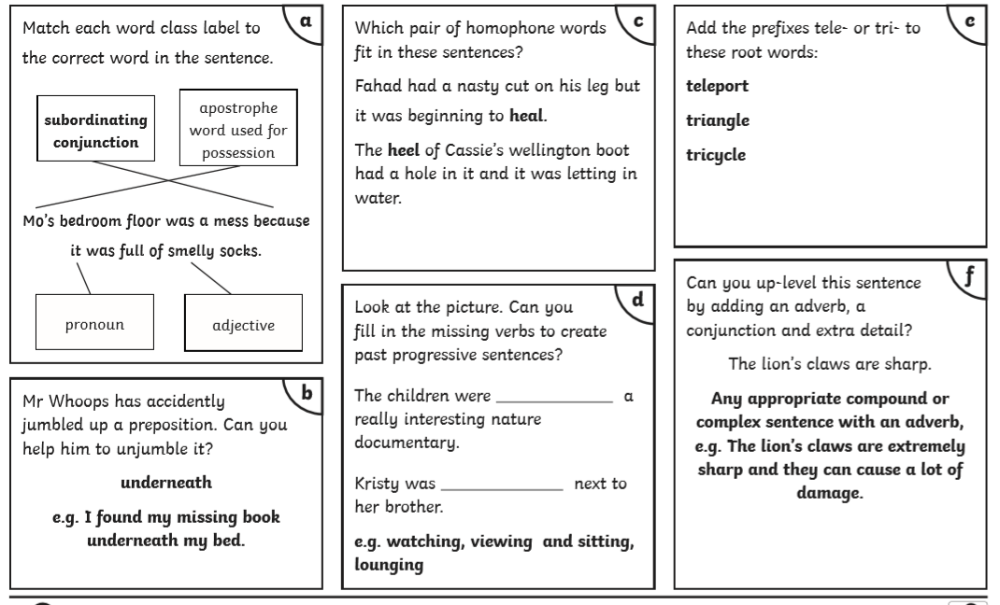 a
Match each word class label to
the correct word in the sentence.
subordinating
conjunction
apostrophe
word used for
possession
Mo's bedroom floor was a mess because
it was full of smelly socks.
pronoun
adjective
b
Mr Whoops has accidently
jumbled up a preposition. Can you
help him to unjumble it?
underneath
e.g. I found my missing book
underneath my bed.
c
Which pair of homophone words
fit in these sentences?
Fahad had a nasty cut on his leg but
it was beginning to heal.
The heel of Cassie's wellington boot
had a hole in it and it was letting in
water.
d
Look at the picture. Can you
fill in the missing verbs to create
past progressive sentences?
The children were _____________ a
really interesting nature
documentary.
Kristy was _____________ next to
her brother.
e.g. watching, viewing and sitting,
lounging
e
Add the prefixes tele- or tri- to
these root words:
teleport
triangle
tricycle
f
Can you up-level this sentence
by adding an adverb, a
conjunction and extra detail?
The lion's claws are sharp.
Any appropriate compound or
complex sentence with an adverb,
e.g. The lion's claws are extremely
sharp and they can cause a lot of
damage.